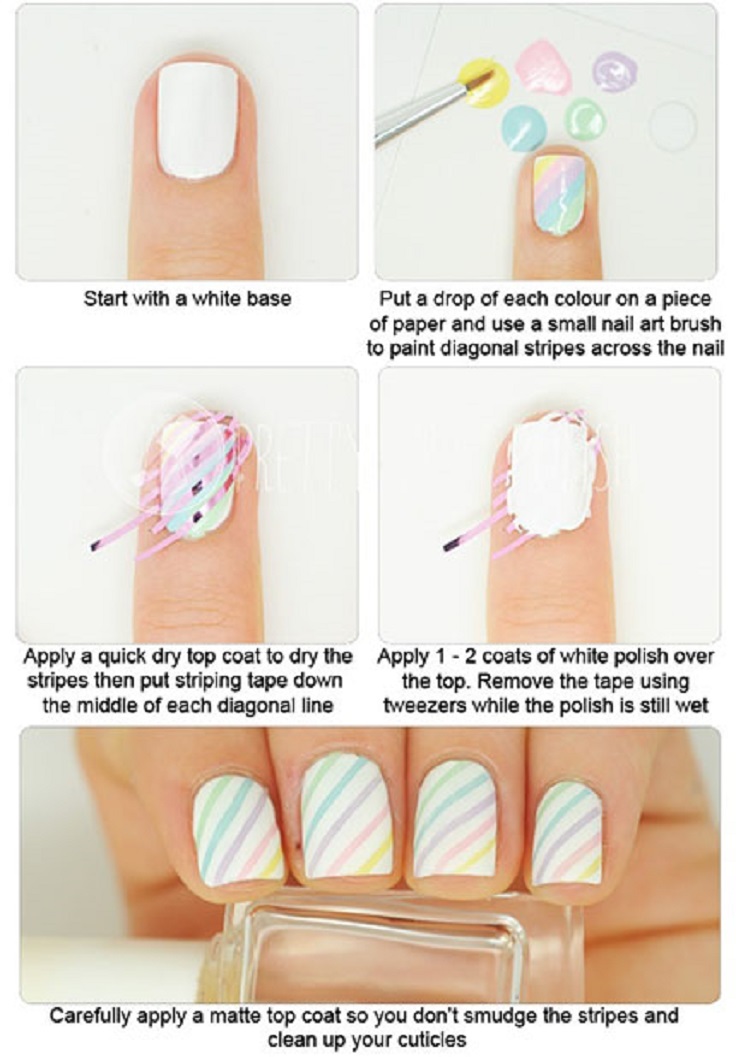 Start with a white base
Put a drop of each colour on a piece
of paper and use a small nail art brush
to paint diagonal stripes across the nail
Apply a quick dry top coat to dry the
stripes then put striping tape down
the middle of each diagonal line
Apply 1 - 2 coats of white polish over
the top. Remove the tape using
tweezers while the polish is still wet
Carefully apply a matte top coat so you don't smudge the stripes and
clean up your cuticles